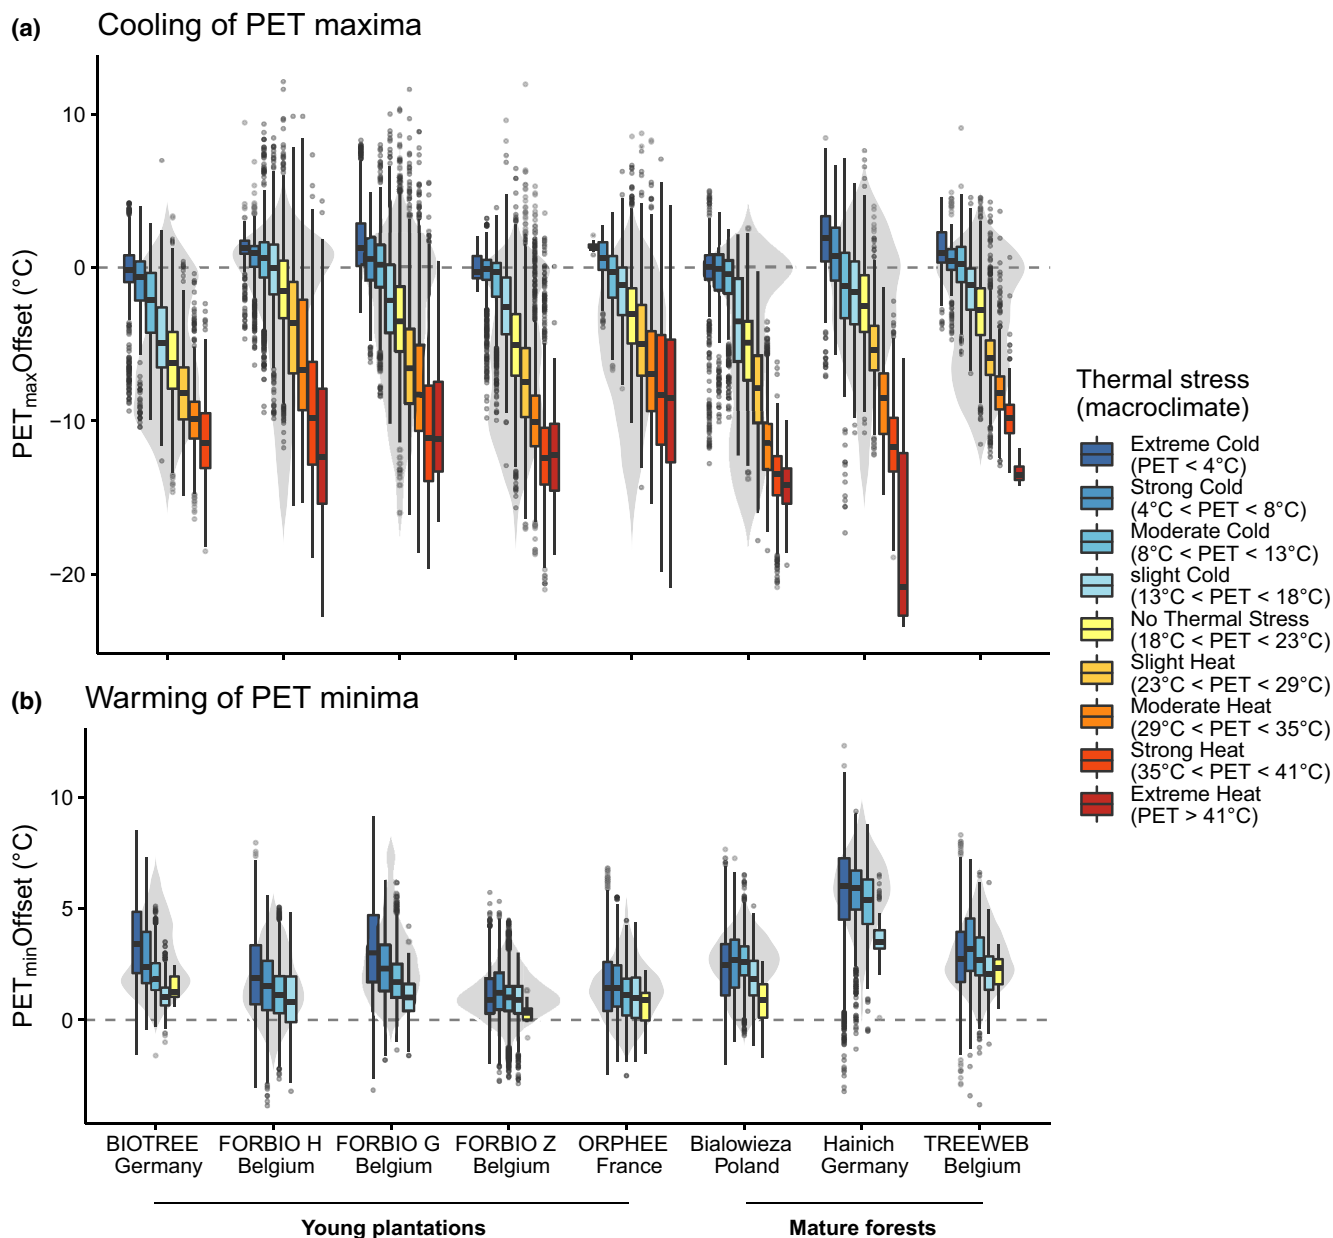 (a) Cooling of PET maxima
PETmaxOffset (°C)
10
0
−10
−20
(b) Warming of PET minima
PETminOffset (°C)
10
5
0
BIOTREE FORBIO H FORBIO G FORBIO Z ORPHEE Bialowieza Hainich TREEWEB
Germany Belgium Belgium Belgium France Poland Germany Belgium
Young plantations Mature forests
Thermal stress
(macroclimate)
Extreme Cold
(PET < 4°C)
Strong Cold
(4°C < PET < 8°C)
Moderate Cold
(8°C < PET < 13°C)
slight Cold
(13°C < PET < 18°C)
No Thermal Stress
(18°C < PET < 23°C)
Slight Heat
(23°C < PET < 29°C)
Moderate Heat
(29°C < PET < 35°C)
Strong Heat
(35°C < PET < 41°C)
Extreme Heat
(PET > 41°C)